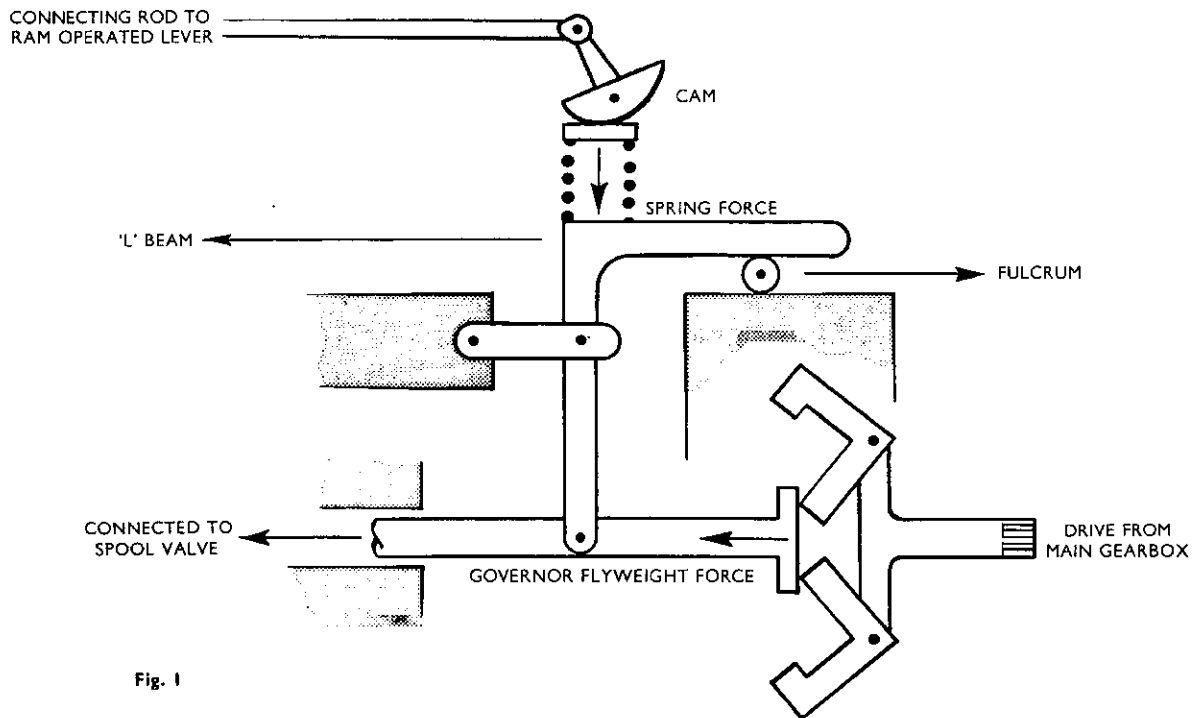 CONNECTING ROD TO
RAM OPERATED LEVER
CAM
SPRING FORCE
'L' BEAM
FULCRUM
CONNECTED TO
SPOOL VALVE
GOVERNOR FLYWEIGHT FORCE
DRIVE FROM
MAIN GEARBOX
Fig. 1